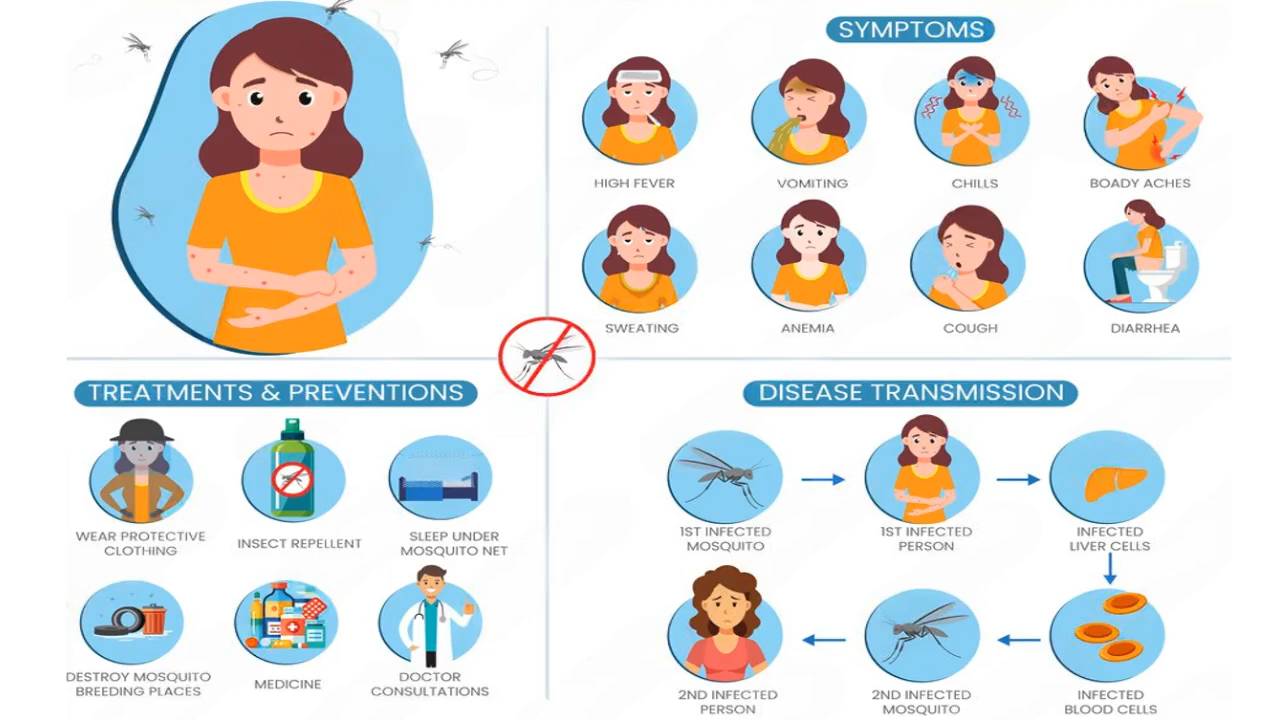 SYMPTOMS
HIGH FEVER
VOMITING
CHILLS
BOADY ACHES
SWEATING
ANEMIA
COUGH
DIARRHEA
TREATMENTS & PREVENTIONS
WEAR PROTECTIVE
CLOTHING
INSECT REPELLENT
SLEEP UNDER
MOSQUITO NET
DESTROY MOSQUITO
BREEDING PLACES
MEDICINE
DOCTOR
CONSULTATIONS
DISEASE TRANSMISSION
1ST INFECTED
MOSQUITO
1ST INFECTED
PERSON
INFECTED
LIVER CELLS
2ND INFECTED
PERSON
2ND INFECTED
MOSQUITO
INFECTED
BLOOD CELLS